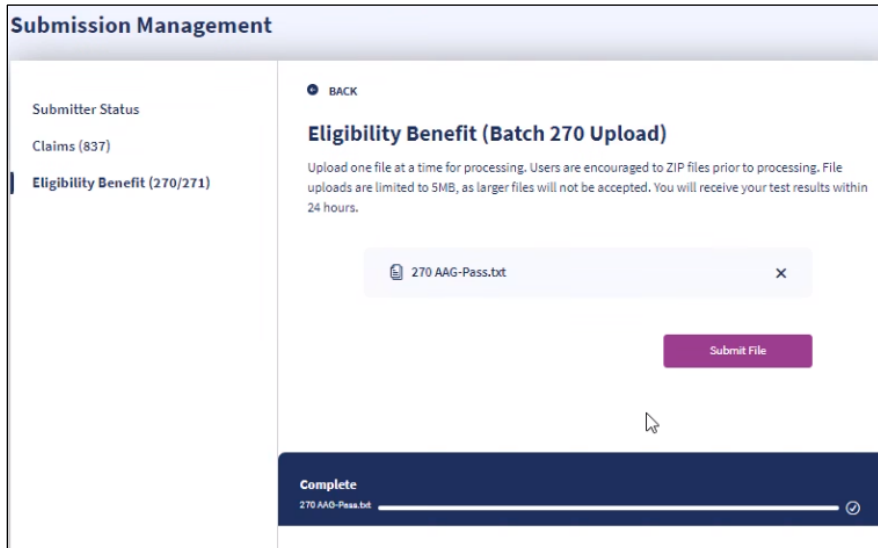 Submission Management
Submitter Status
Claims (837)
Eligibility Benefit (270/271)
BACK
Eligibility Benefit (Batch 270 Upload)
Upload one file at a time for processing. Users are encouraged to ZIP files prior to processing. File
uploads are limited to 5MB, as larger files will not be accepted. You will receive your test results within
24 hours.
270 AAG-Pass.txt
Submit File
Complete
270 AAG-Pass.txt